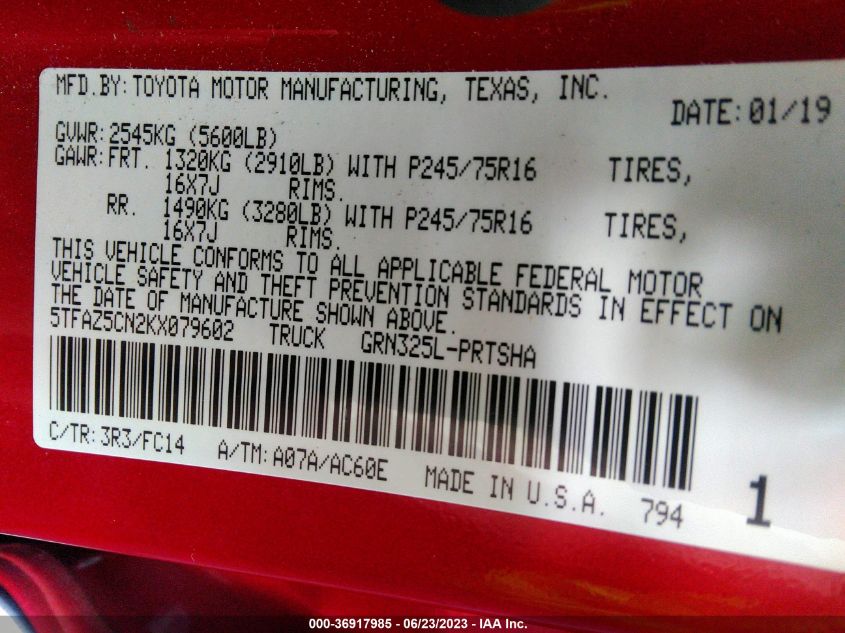 MFD.BY:TOYOTA MOTOR MANUFACTURING, TEXAS, INC.
DATE:01/19
GVWR:2545KG (5600LB)
GAWR:FRT. 1320KG (2910LB) WITH P245/75R16 TIRES,
16X7J RIMS.
RR. 1490KG (3280LB) WITH P245/75R16 TIRES,
16X7J RIMS.
THIS VEHICLE CONFORMS TO ALL APPLICABLE FEDERAL MOTOR
VEHICLE SAFETY AND THEFT PREVENTION STANDARDS IN EFFECT ON
THE DATE OF MANUFACTURE SHOWN ABOVE.
5TFAZ5CN2KX079602 TRUCK GRN325L-PRTSHA
C/TR:3R3/FC14 A/TM:A07A/AC60E MADE IN U.S.A. 794 1
000-36917985 - 06/23/2023 - IAA Inc.